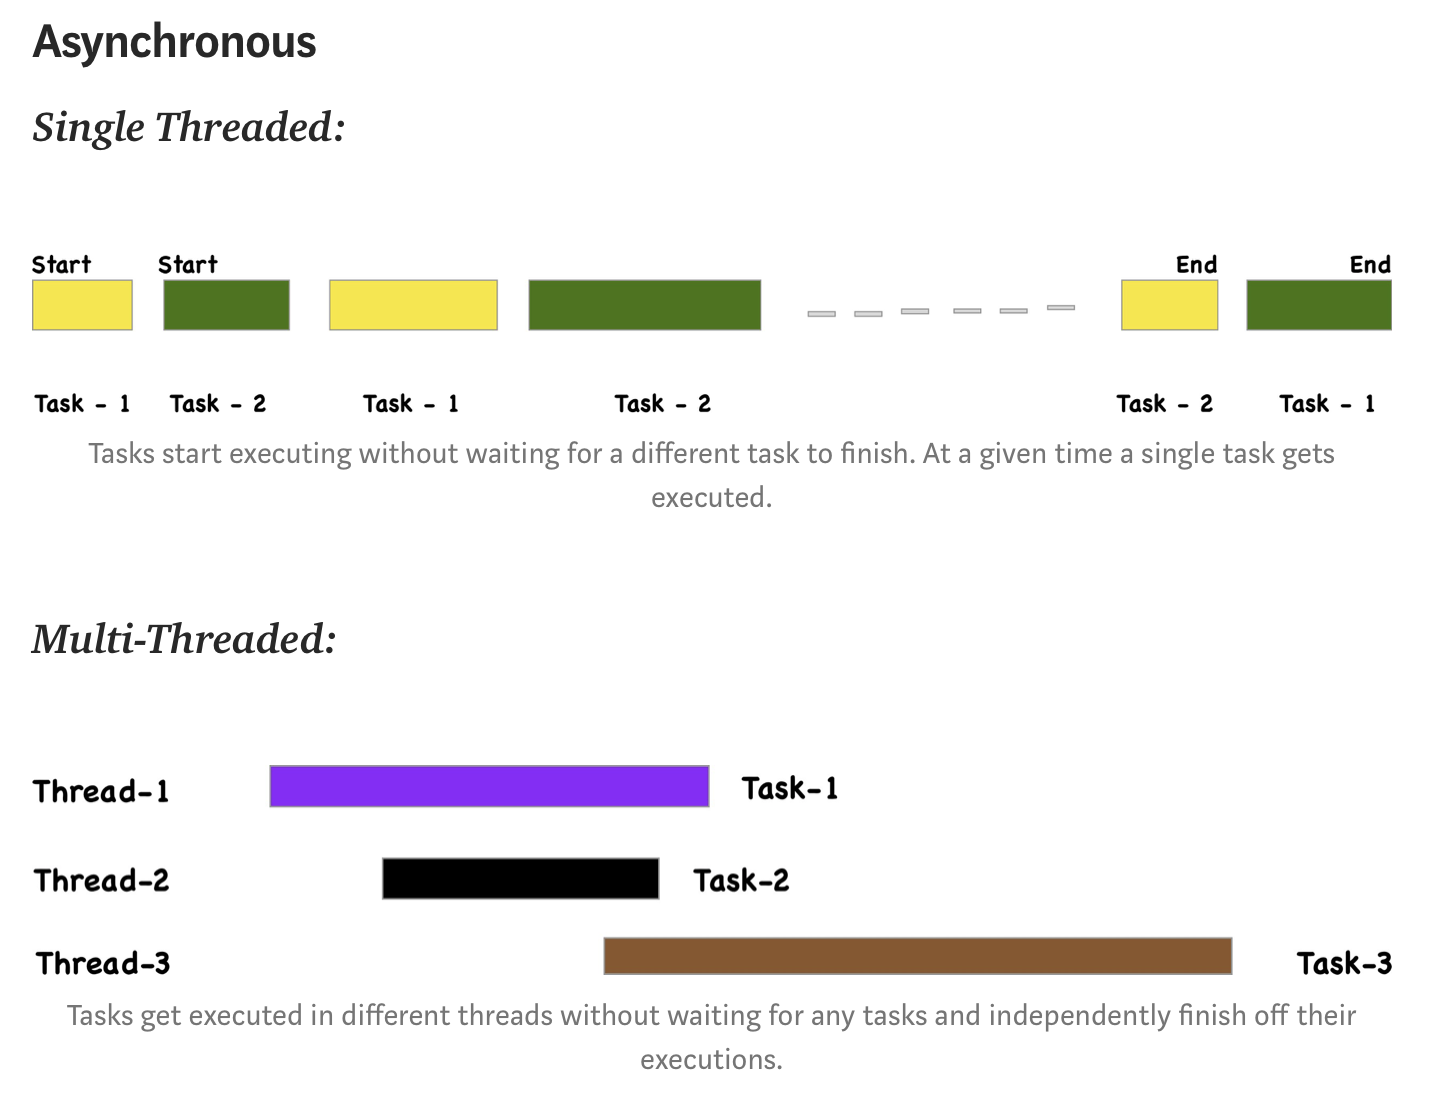 Asynchronous
Single Threaded:
Start Start End End
Task - 1 Task - 2 Task - 1 Task - 2 Task - 2 Task - 1
Tasks start executing without waiting for a different task to finish. At a given time a single task gets
executed.
Multi-Threaded:
Thread-1 Task-1
Thread-2 Task-2
Thread-3 Task-3
Tasks get executed in different threads without waiting for any tasks and independently finish off their
executions.